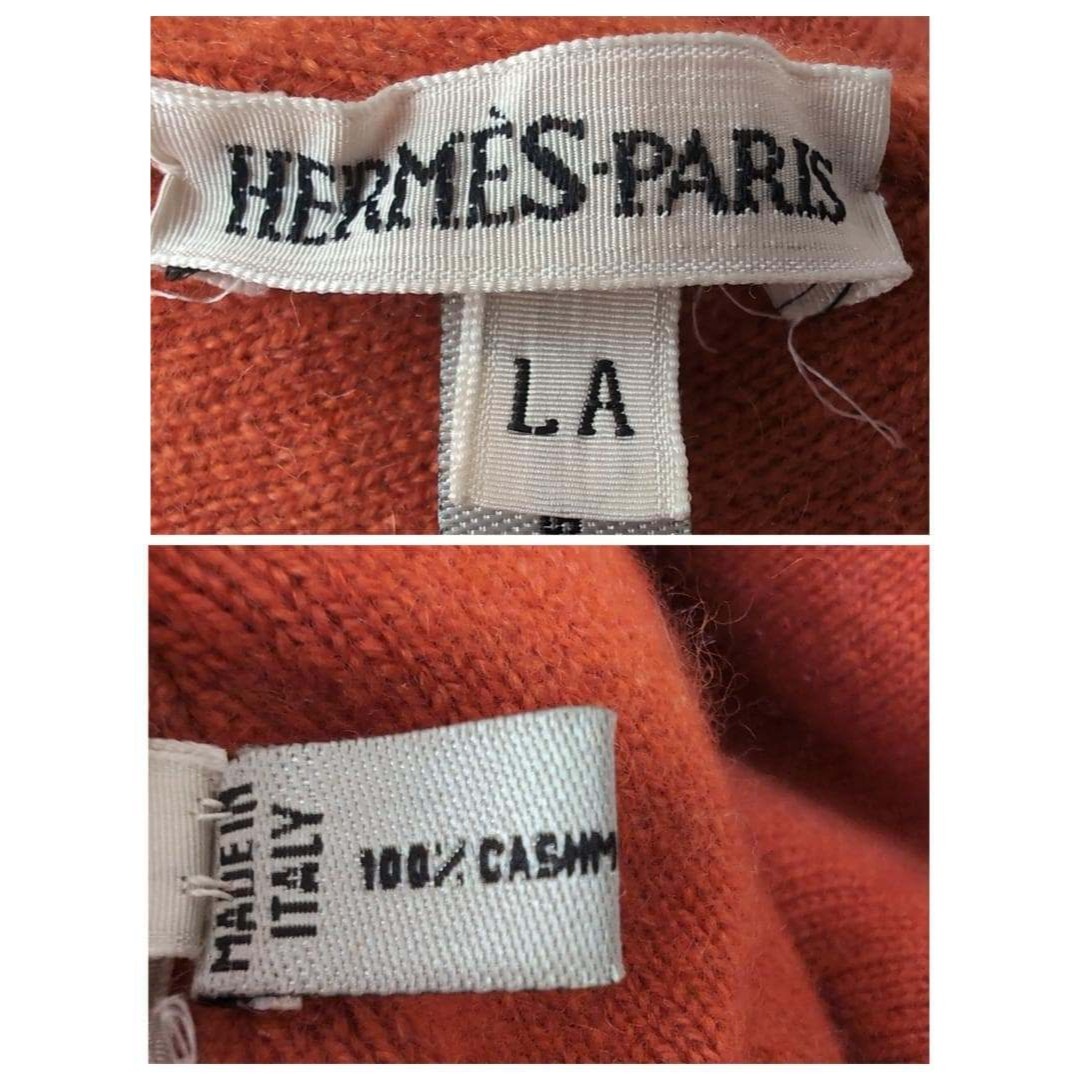 HERMÈS-PARIS
LA
MADE IN
ITALY
100% CASHM